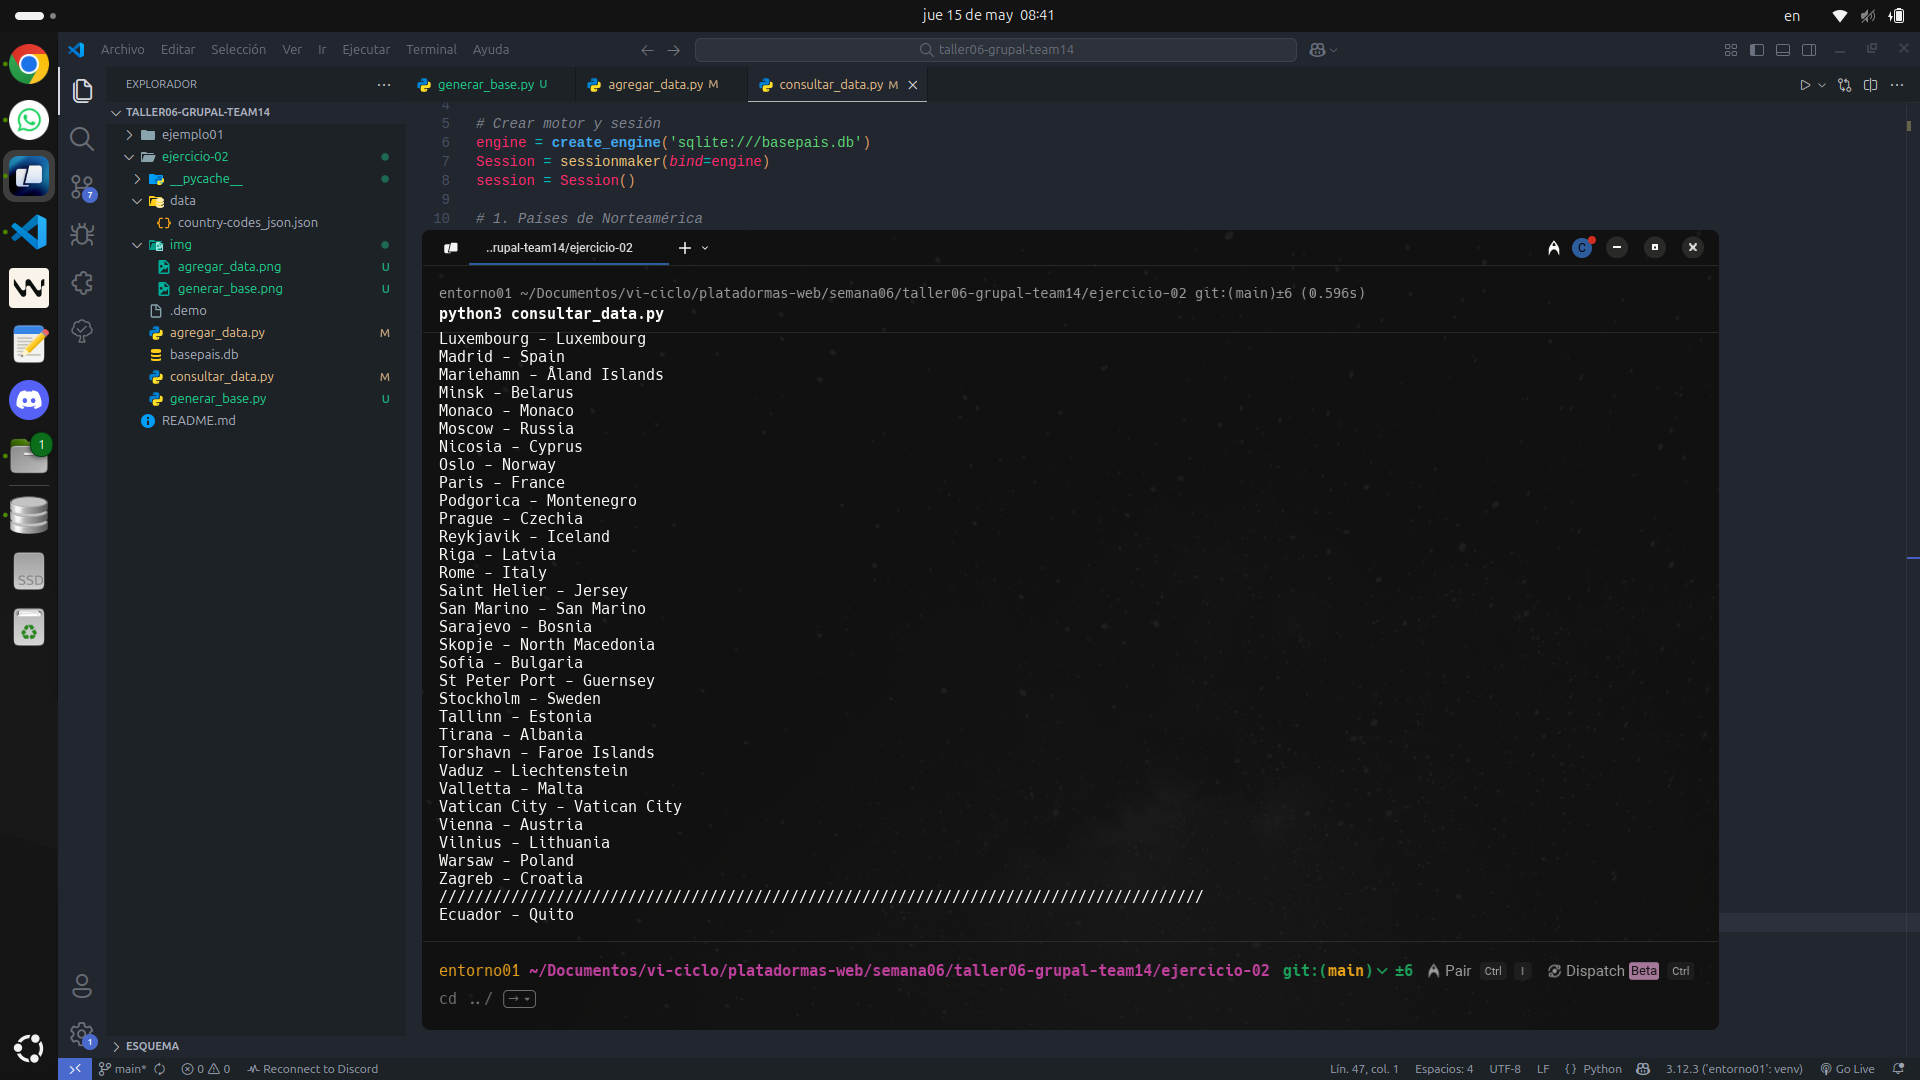 jue 15 de may  08:41
en
Archivo Editar Selección Ver Ir Ejecutar Terminal Ayuda
taller06-grupal-team14
EXPLORADOR
generar_base.py U
agregar_data.py M
consultar_data.py M
TALLER06-GRUPAL-TEAM14
ejemplo01
ejercicio-02
__pycache__
data
country-codes_json.json
img
agregar_data.png U
generar_base.png U
.demo
agregar_data.py M
basepais.db
consultar_data.py M
generar_base.py U
README.md
7
1
SSD
4
5 # Crear motor y sesión
6 engine = create_engine('sqlite:///basepais.db')
7 Session = sessionmaker(bind=engine)
8 session = Session()
9
10 # 1. Países de Norteamérica
..rupal-team14/ejercicio-02
C
entorno01 ~/Documentos/vi-ciclo/platadormas-web/semana06/taller06-grupal-team14/ejercicio-02 git:(main)±6 (0.596s)
python3 consultar_data.py
Luxembourg - Luxembourg
Madrid - Spain
Mariehamn - Åland Islands
Minsk - Belarus
Monaco - Monaco
Moscow - Russia
Nicosia - Cyprus
Oslo - Norway
Paris - France
Podgorica - Montenegro
Prague - Czechia
Reykjavik - Iceland
Riga - Latvia
Rome - Italy
Saint Helier - Jersey
San Marino - San Marino
Sarajevo - Bosnia
Skopje - North Macedonia
Sofia - Bulgaria
St Peter Port - Guernsey
Stockholm - Sweden
Tallinn - Estonia
Tirana - Albania
Torshavn - Faroe Islands
Vaduz - Liechtenstein
Valletta - Malta
Vatican City - Vatican City
Vienna - Austria
Vilnius - Lithuania
Warsaw - Poland
Zagreb - Croatia
/////////////////////////////////////////////////////////////////////////////////////
Ecuador - Quito
entorno01 ~/Documentos/vi-ciclo/platadormas-web/semana06/taller06-grupal-team14/ejercicio-02 git:(main) ±6 Pair Ctrl I Dispatch Beta Ctrl
cd ../
1
ESQUEMA
main* 0 0 Reconnect to Discord
Lín. 47, col. 1 Espacios: 4 UTF-8 LF {} Python 3.12.3 ('entorno01': venv) Go Live